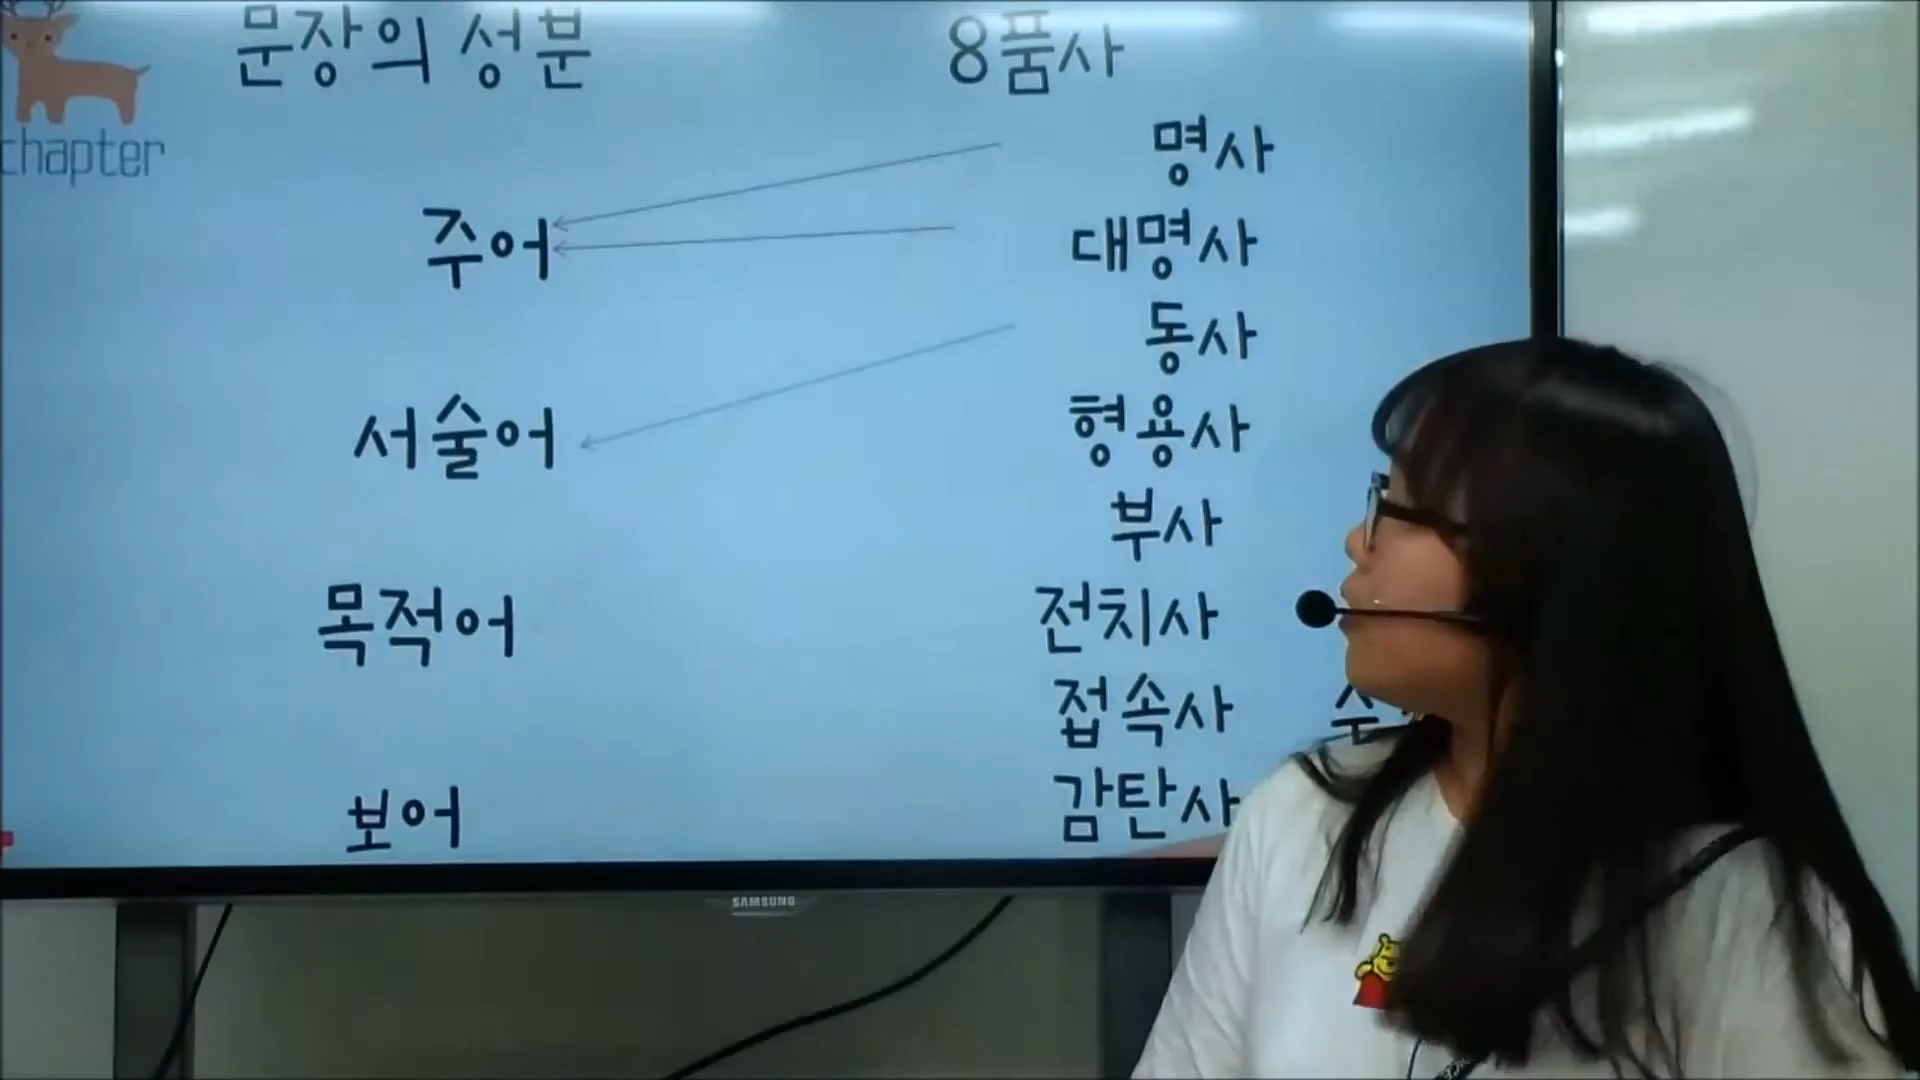 문장의 성분
8품사
chapter
주어
서술어
목적어
보어
명사
대명사
동사
형용사
부사
전치사
접속사
감탄사
SAMSUNG